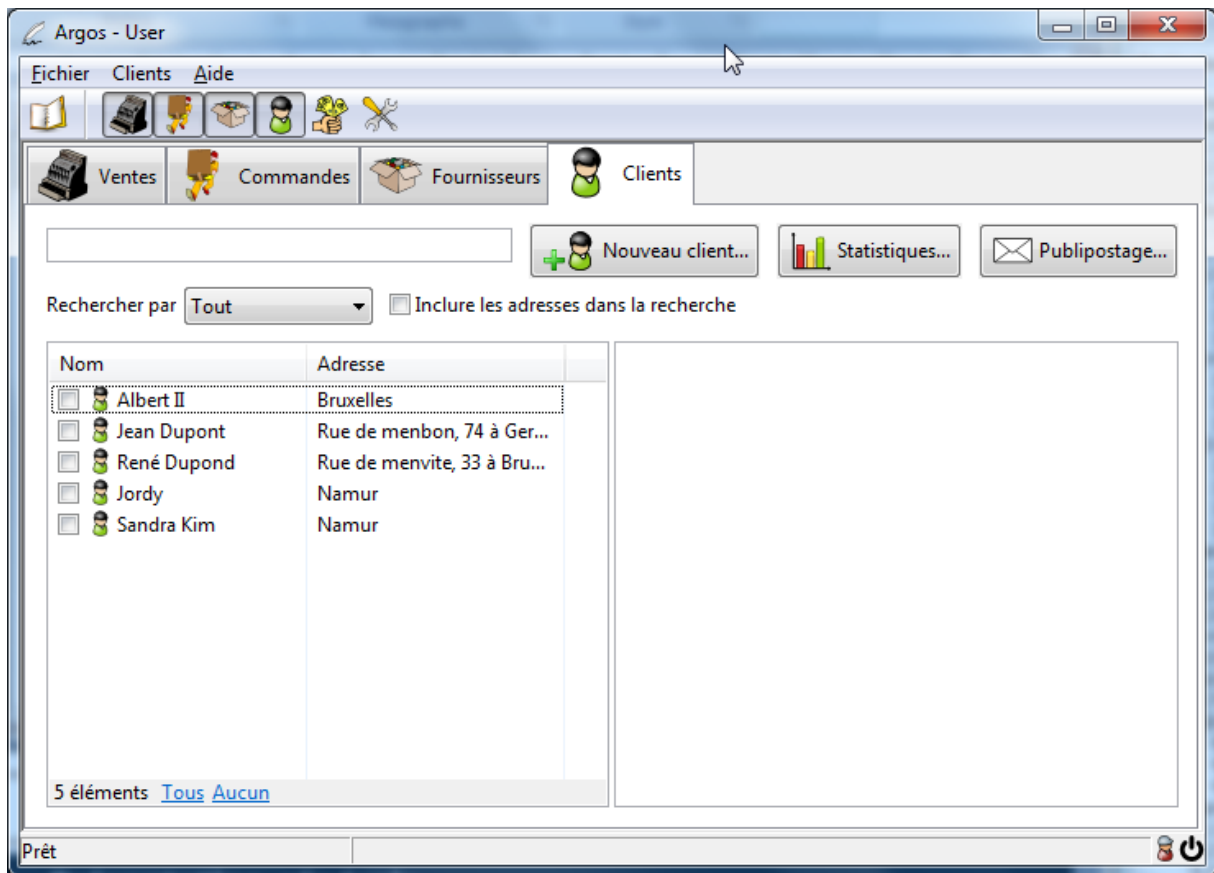 Argos - User
Fichier Clients Aide
Ventes Commandes Fournisseurs Clients
Nouveau client... Statistiques... Publipostage...
Rechercher par Tout Inclure les adresses dans la recherche
Nom Adresse
Albert II Bruxelles
Jean Dupont Rue de menbon, 74 à Ger...
René Dupond Rue de menvite, 33 à Bru...
Jordy Namur
Sandra Kim Namur
5 éléments Tous Aucun
Prêt